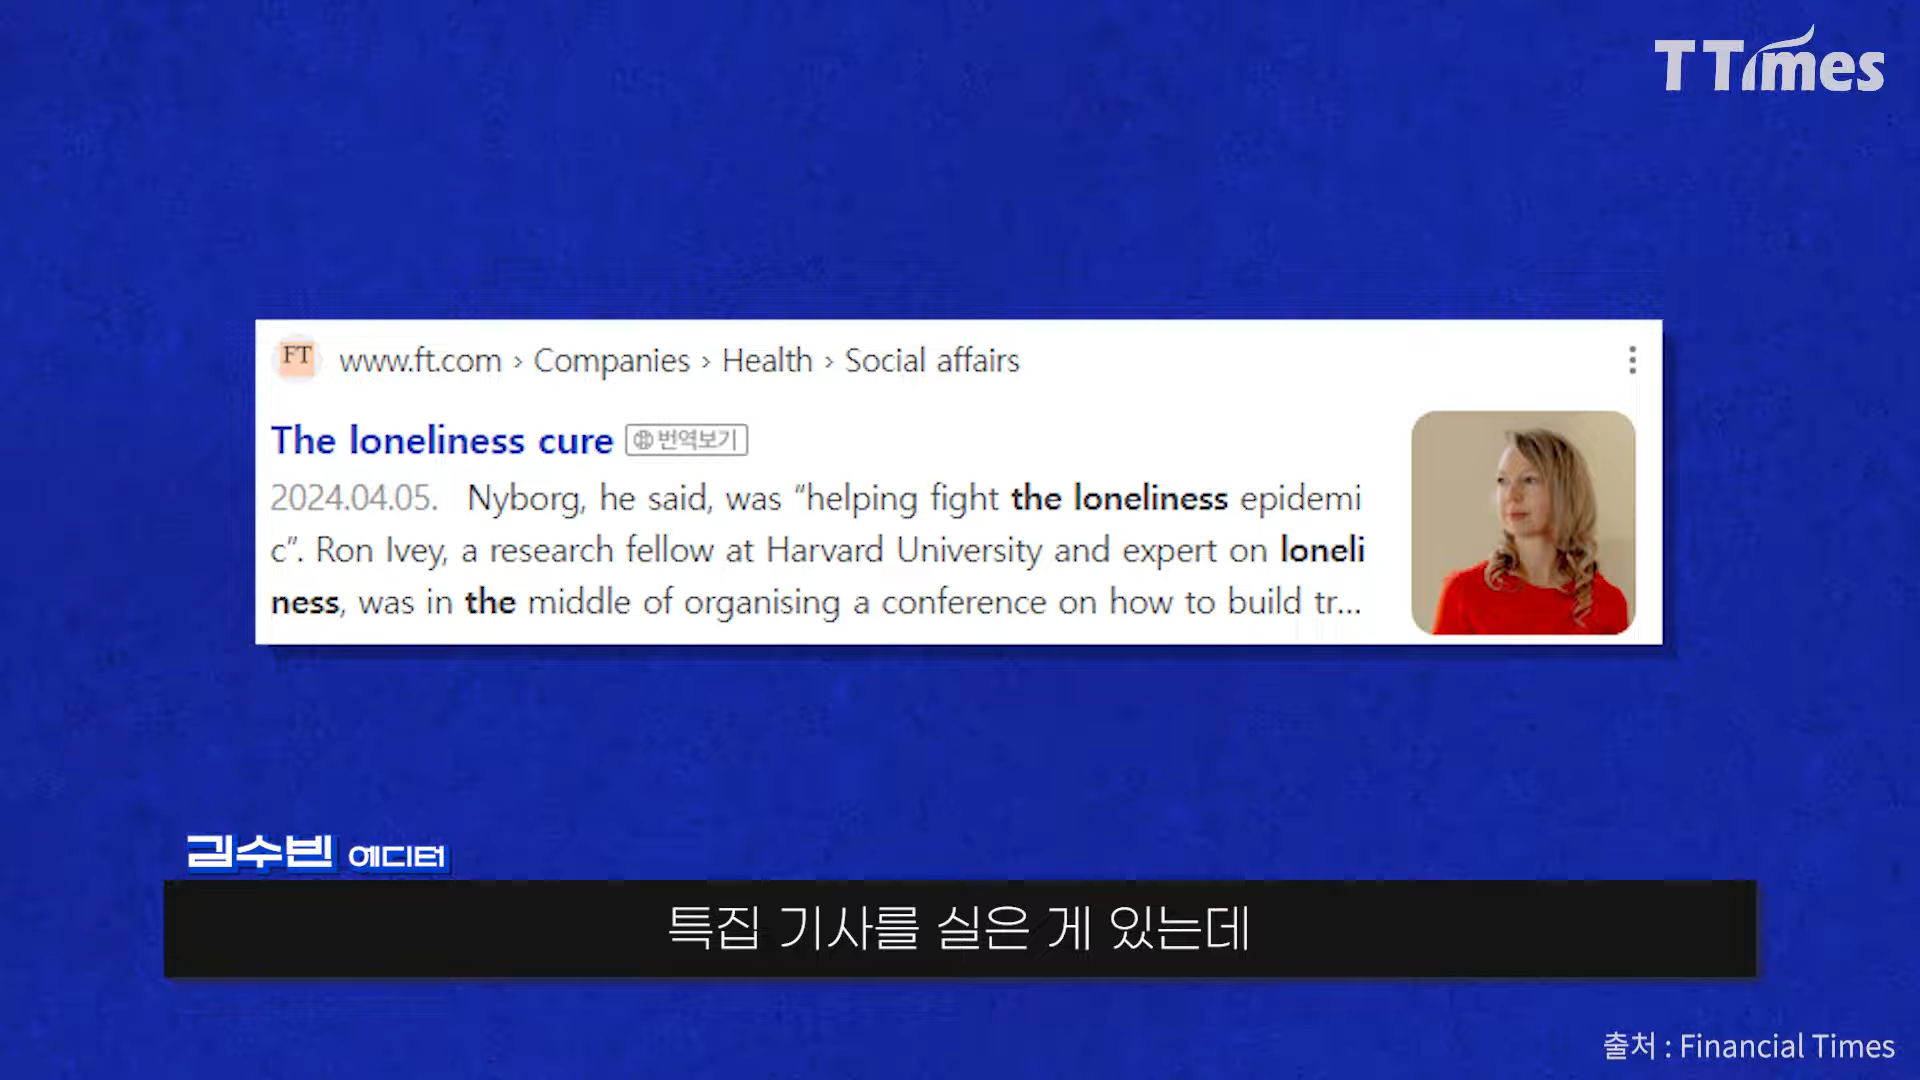 TTimes
FT www.ft.com › Companies › Health › Social affairs
The loneliness cure 번역보기
2024.04.05. Nyborg, he said, was “helping fight the loneliness epidemi
c”. Ron Ivey, a research fellow at Harvard University and expert on loneli
ness, was in the middle of organising a conference on how to build tr...
김수빈 에디터
특집 기사를 실은 게 있는데
출처 : Financial Times